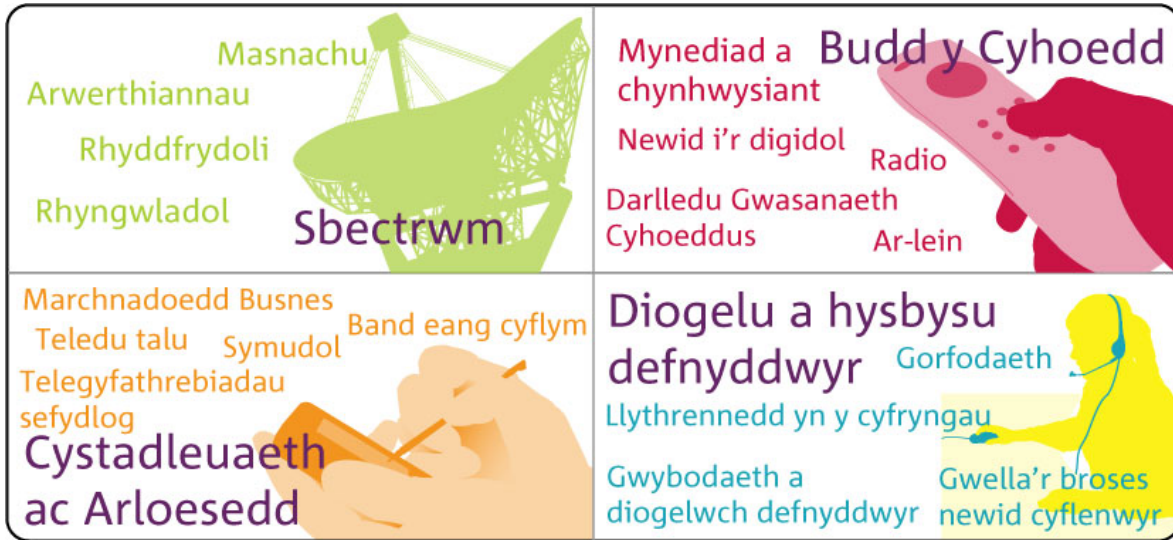 Masnachu
Arwerthiannau
Rhyddfrydoli
Rhyngwladol
Sbectrwm
Budd y Cyhoedd
Mynediad a
chynhwysiant
Newid i'r digidol
Radio
Darlledu Gwasanaeth
Cyhoeddus
Ar-lein
Marchnadoedd Busnes
Teledu talu
Symudol
Band eang cyflym
Telegyfathrebiadau
sefydlog
Cystadleuaeth
ac Arloesedd
Diogelu a hysbysu
defnyddwyr
Gorfodaeth
Llythrennedd yn y cyfryngau
Gwybodaeth a
diogelwch defnyddwyr
Gwella'r broses
newid cyflenwyr